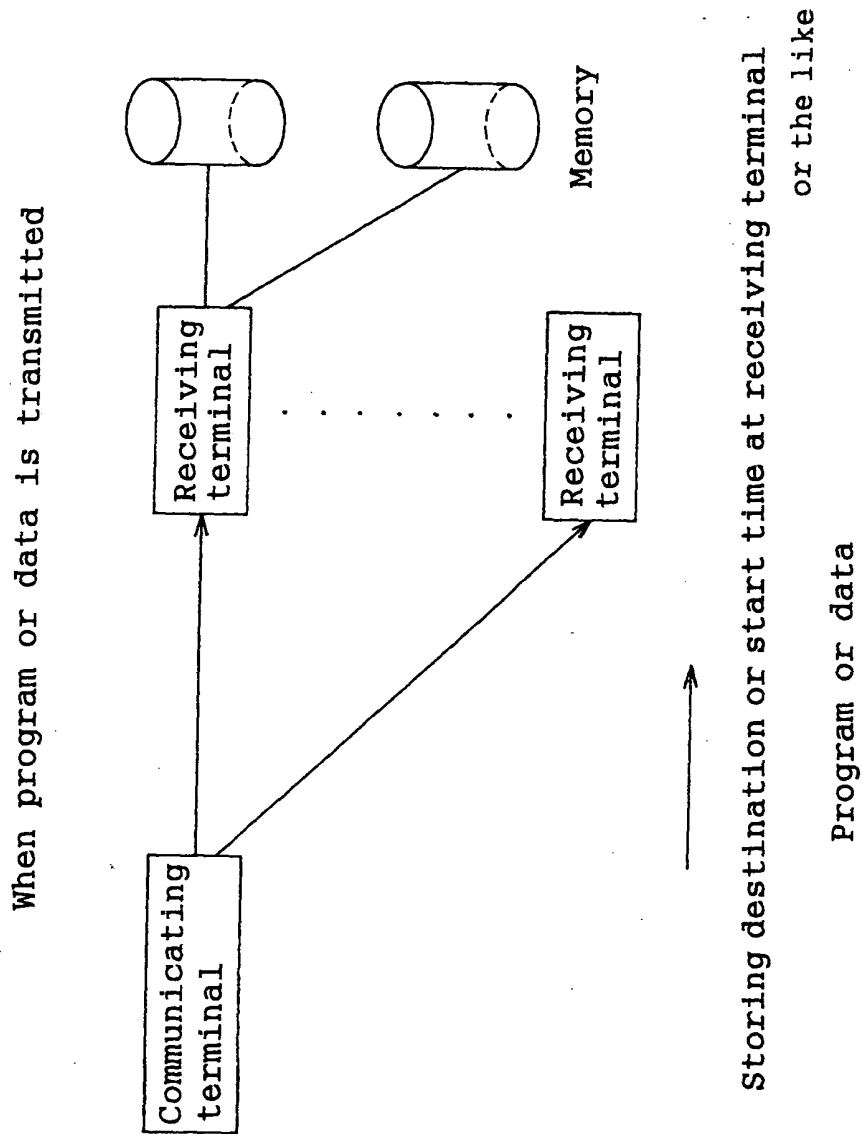 When program or data is transmitted
Communicating
terminal
Receiving
terminal
Receiving
terminal
Memory
Storing destination or start time at receiving terminal
or the like
Program or data